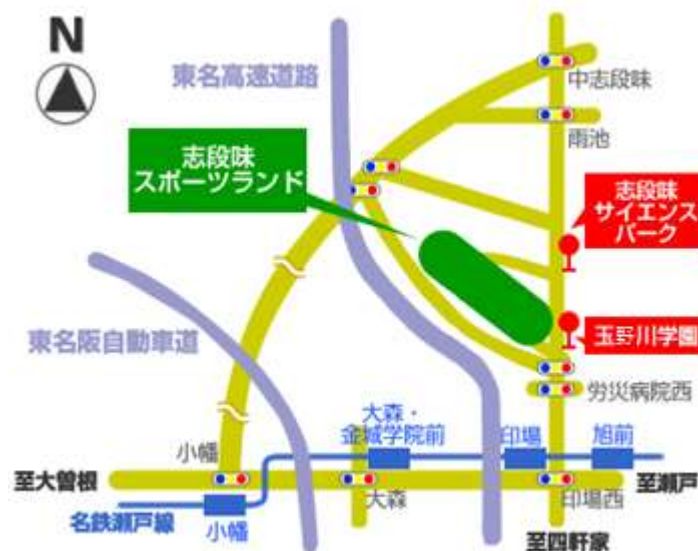 N
東名高速道路
中志段味
雨池
志段味
スポーツランド
志段味
サイエンス
パーク
東名阪自動車道
玉野川学園
労災病院西
大森・
金城学院前
印場
旭前
小幡
至大曽根
至瀬戸
大森
印場西
名鉄瀬戸線
小幡
至四軒家